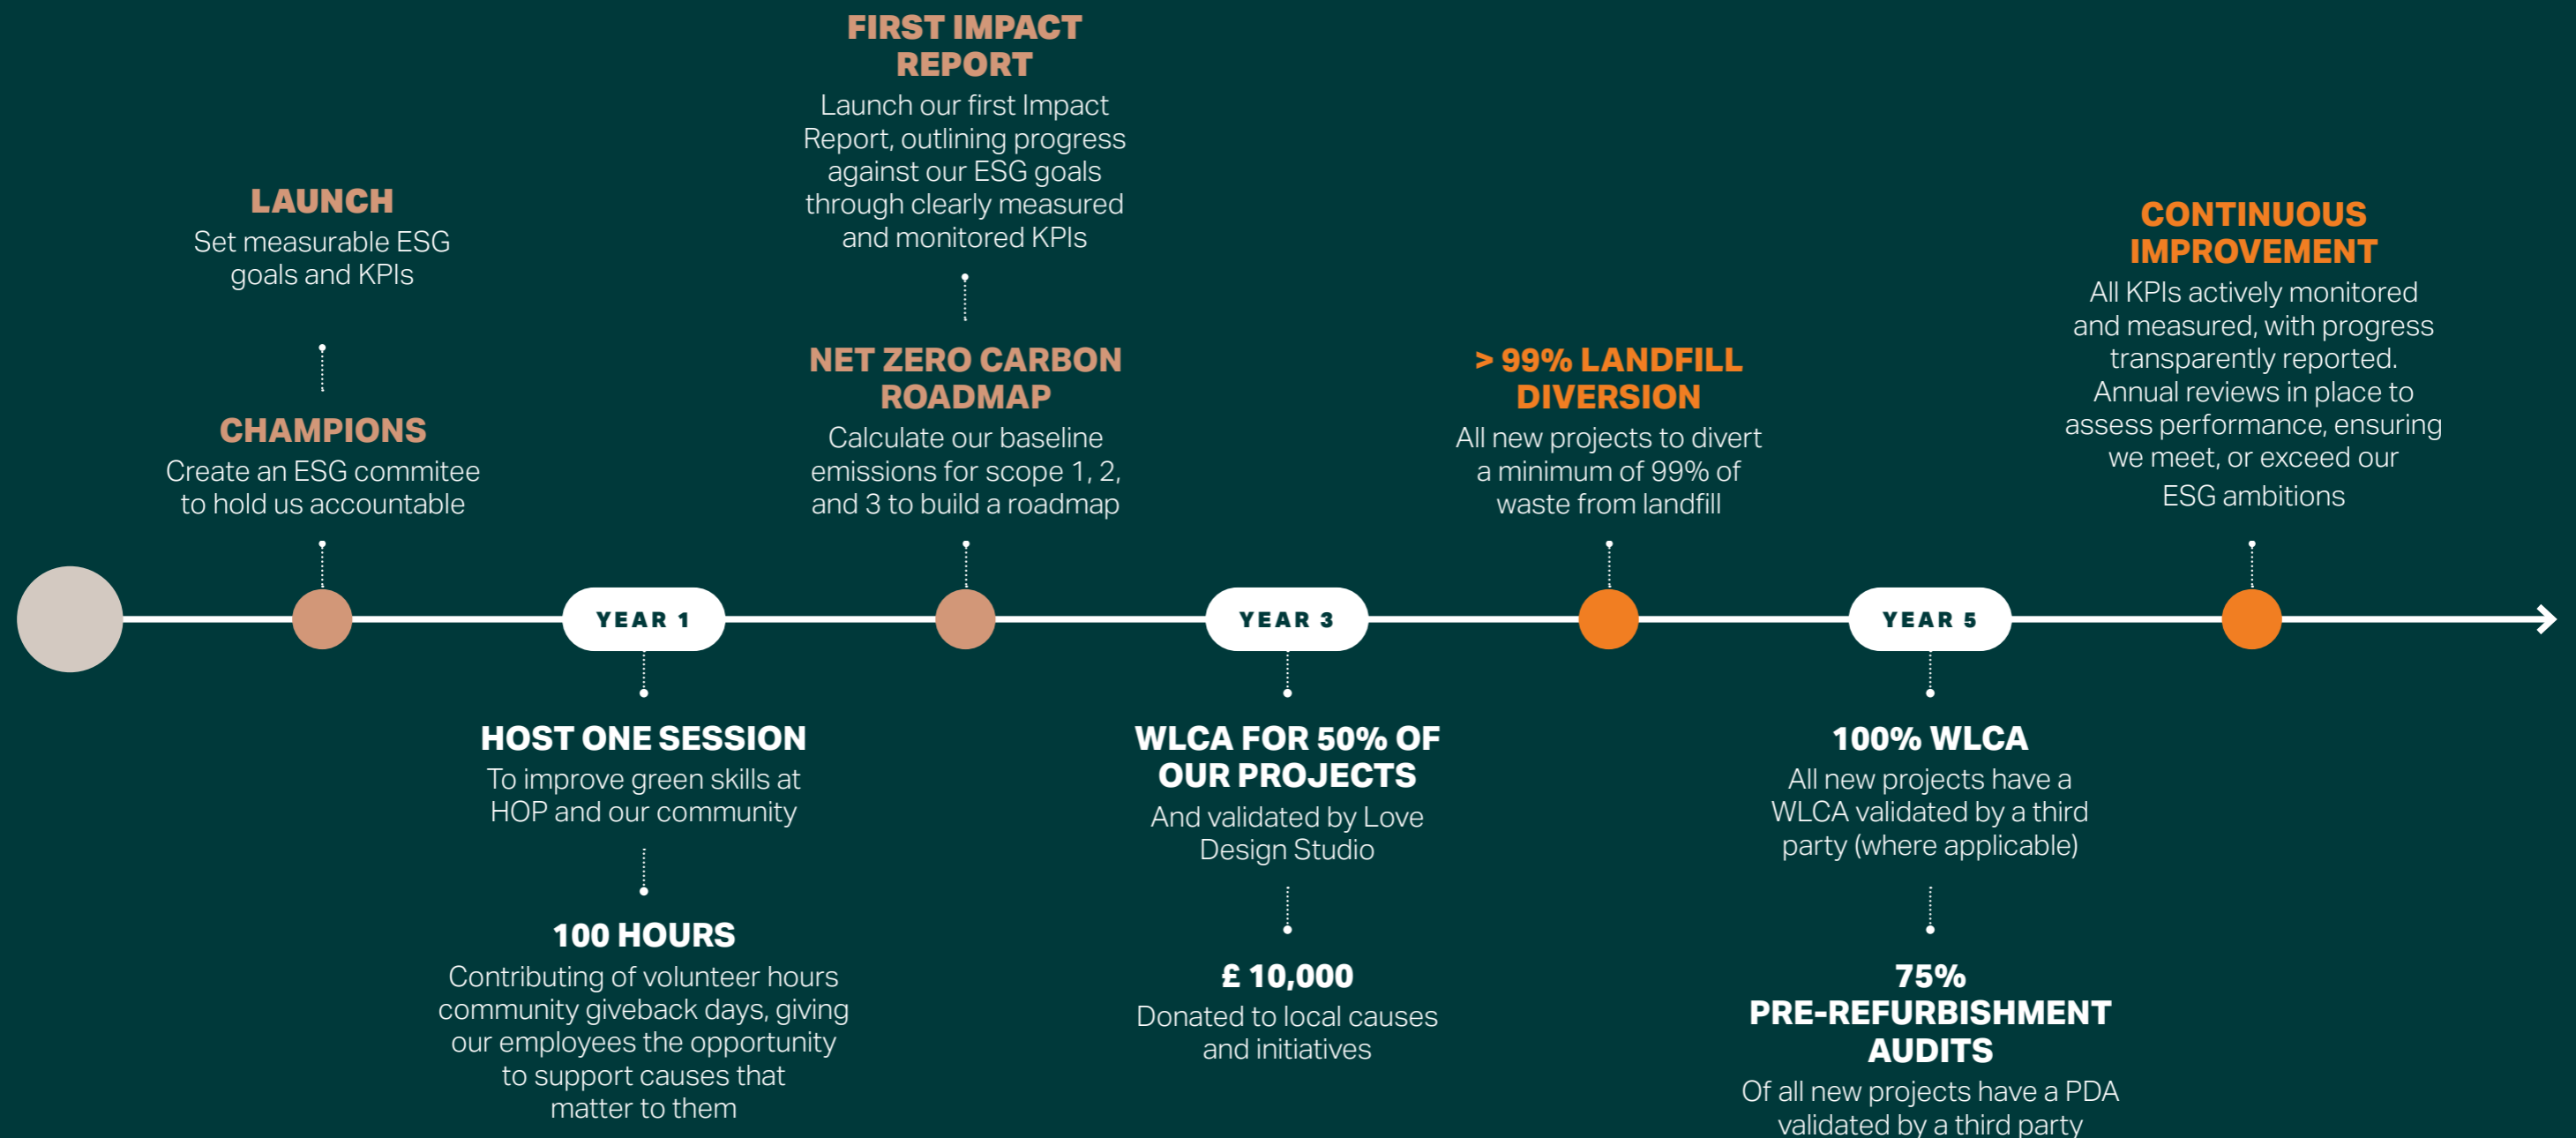 LAUNCH
Set measurable ESG
goals and KPIs
CHAMPIONS
Create an ESG commitee
to hold us accountable
YEAR 1
HOST ONE SESSION
To improve green skills at
HOP and our community
100 HOURS
Contributing of volunteer hours
community giveback days, giving
our employees the opportunity
to support causes that
matter to them
FIRST IMPACT
REPORT
Launch our first Impact
Report, outlining progress
against our ESG goals
through clearly measured
and monitored KPIs
NET ZERO CARBON
ROADMAP
Calculate our baseline
emissions for scope 1, 2,
and 3 to build a roadmap
YEAR 3
WLCA FOR 50% OF
OUR PROJECTS
And validated by Love
Design Studio
£ 10,000
Donated to local causes
and initiatives
> 99% LANDFILL
DIVERSION
All new projects to divert
a minimum of 99% of
waste from landfill
YEAR 5
100% WLCA
All new projects have a
WLCA validated by a third
party (where applicable)
75%
PRE-REFURBISHMENT
AUDITS
Of all new projects have a PDA
validated by a third party
CONTINUOUS
IMPROVEMENT
All KPIs actively monitored
and measured, with progress
transparently reported.
Annual reviews in place to
assess performance, ensuring
we meet, or exceed our
ESG ambitions